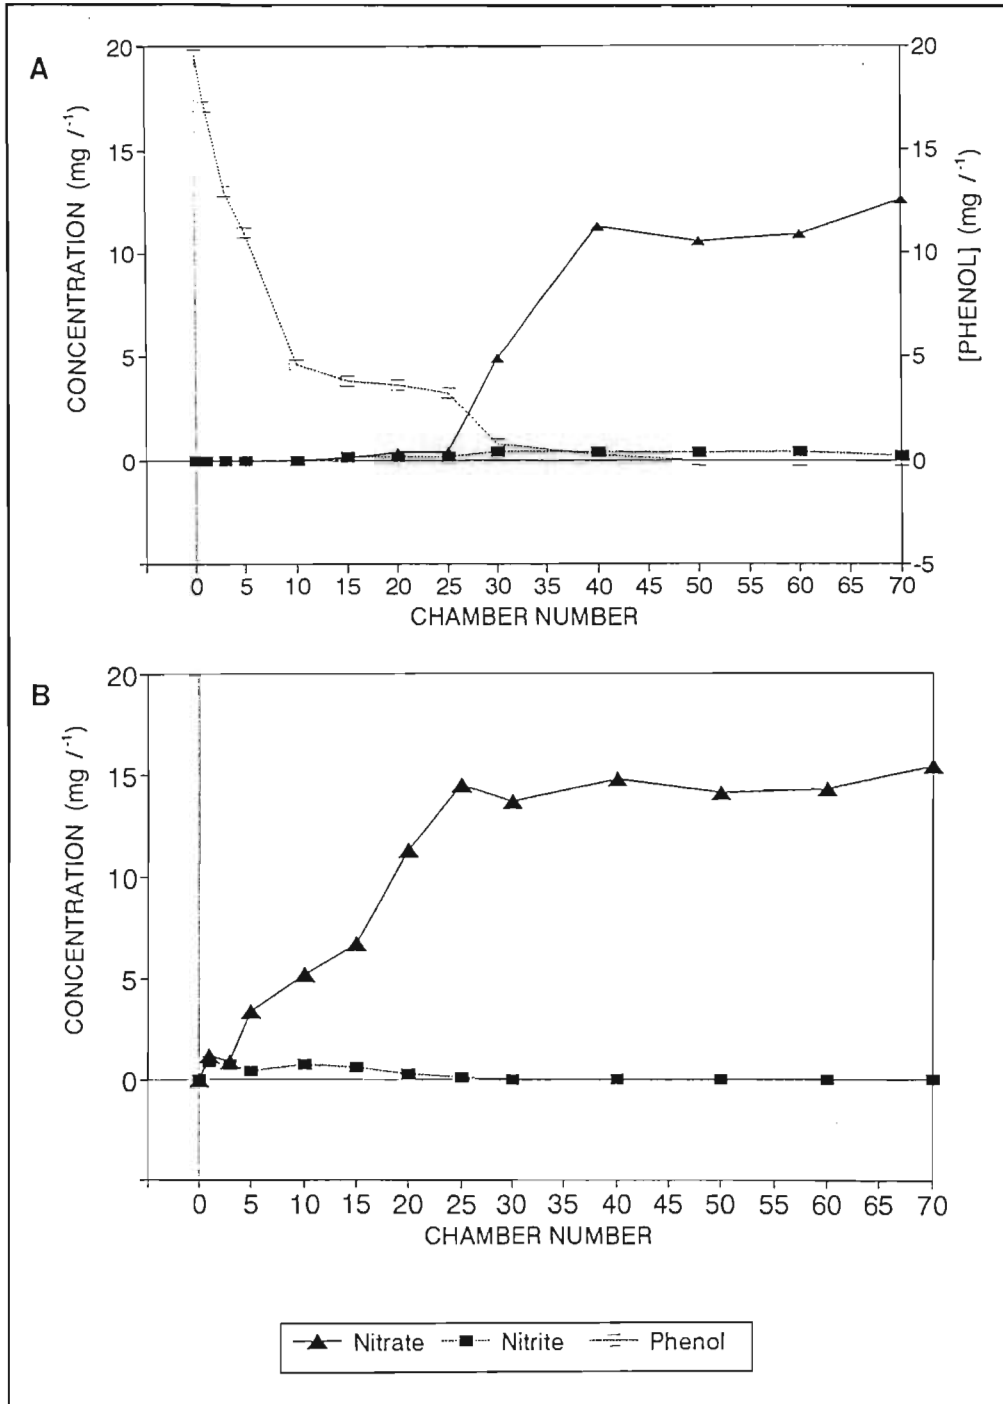 A
CONCENTRATION (mg /⁻¹)
[PHENOL] (mg /⁻¹)
20
15
10
5
0
20
15
10
5
0
-5
0 5 10 15 20 25 30 35 40 45 50 55 60 65 70
CHAMBER NUMBER
B
CONCENTRATION (mg /⁻¹)
20
15
10
5
0
0 5 10 15 20 25 30 35 40 45 50 55 60 65 70
CHAMBER NUMBER
Nitrate Nitrite Phenol